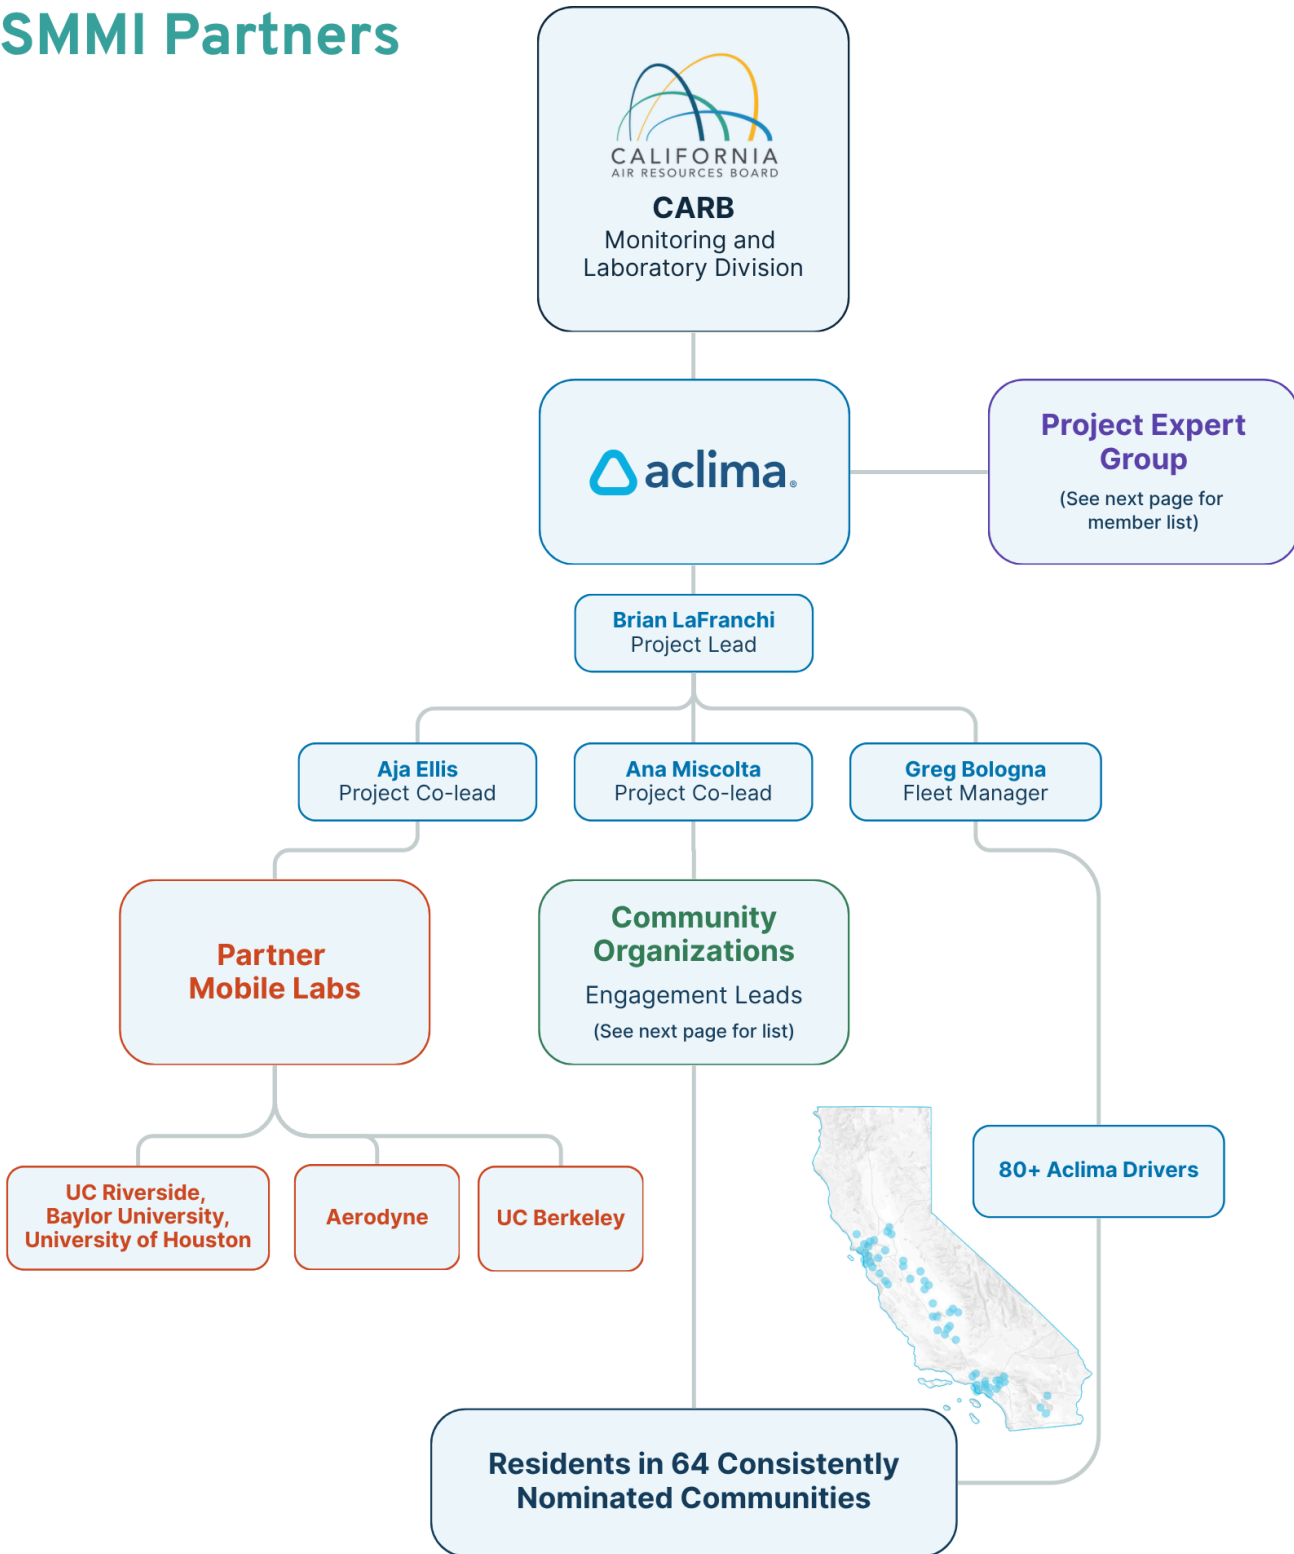 SMMI Partners
CALIFORNIA
AIR RESOURCES BOARD
CARB
Monitoring and
Laboratory Division
aclima®
Project Expert
Group
(See next page for
member list)
Brian LaFranchi
Project Lead
Aja Ellis
Project Co-lead
Ana Miscolta
Project Co-lead
Greg Bologna
Fleet Manager
Partner
Mobile Labs
Community
Organizations
Engagement Leads
(See next page for list)
80+ Aclima Drivers
UC Riverside,
Baylor University,
University of Houston
Aerodyne
UC Berkeley
Residents in 64 Consistently
Nominated Communities